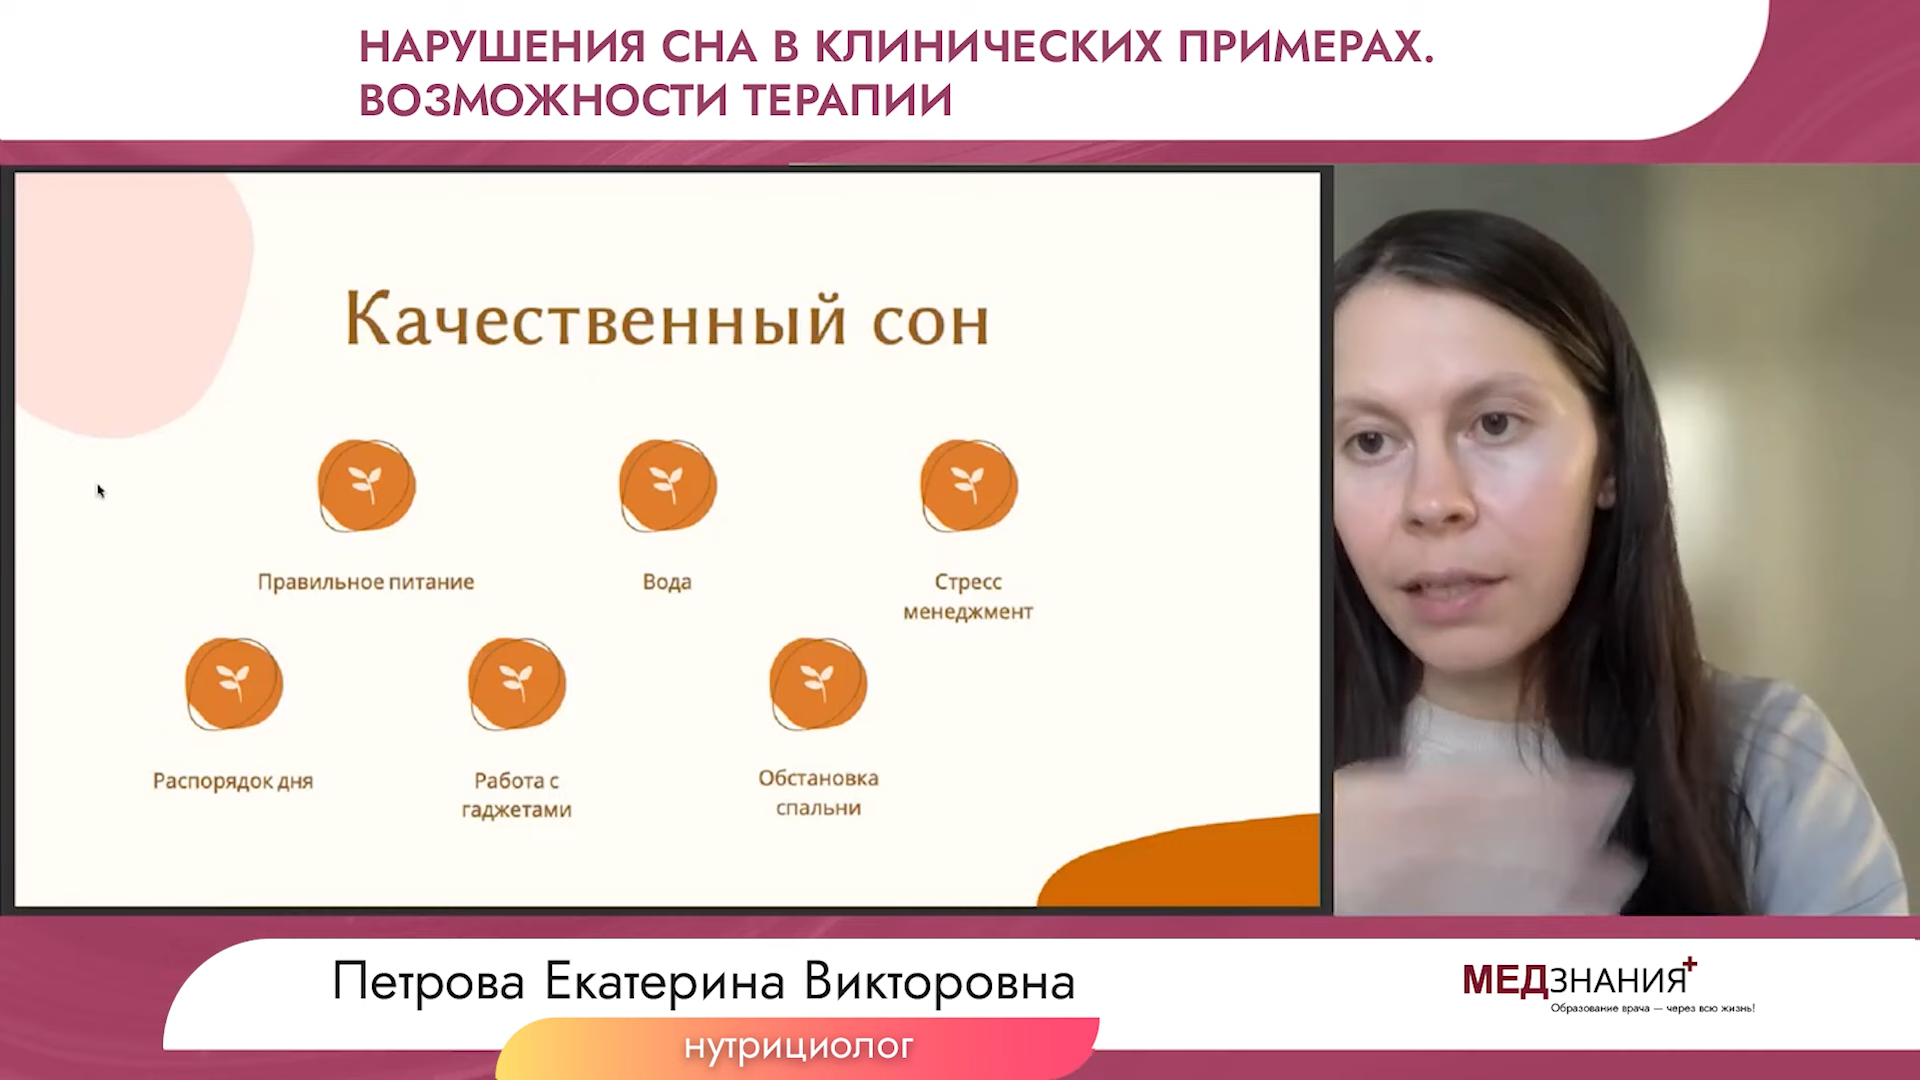 НАРУШЕНИЯ СНА В КЛИНИЧЕСКИХ ПРИМЕРАХ.
ВОЗМОЖНОСТИ ТЕРАПИИ
Качественный сон
Правильное питание
Вода
Стресс
менеджмент
Распорядок дня
Работа с
гаджетами
Обстановка
спальни
Петрова Екатерина Викторовна
нутрициолог
МЕДЗНАНИЯ+
Образование врача — через всю жизнь!